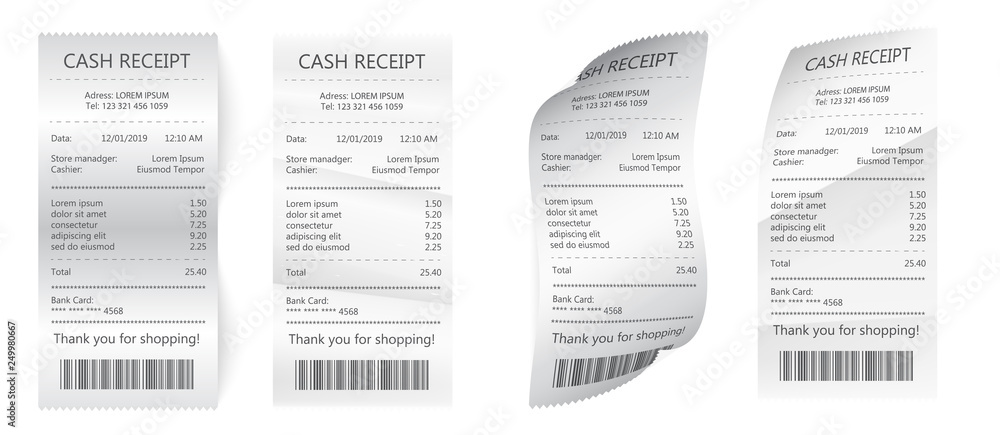 CASH RECEIPT
Adress: LOREM IPSUM
Tel: 123 321 456 1059
Data: 12/01/2019 12:10 AM
Store manadger: Lorem Ipsum
Cashier: Eiusmod Tempor
Lorem ipsum 1.50
dolor sit amet 5.20
consectetur 7.25
adipiscing elit 9.20
sed do eiusmod 2.25
Total 25.40
Bank Card:
**** **** **** 4568
Thank you for shopping!
CASH RECEIPT
Adress: LOREM IPSUM
Tel: 123 321 456 1059
Data: 12/01/2019 12:10 AM
Store manadger: Lorem Ipsum
Cashier: Eiusmod Tempor
Lorem ipsum 1.50
dolor sit amet 5.20
consectetur 7.25
adipiscing elit 9.20
sed do eiusmod 2.25
Total 25.40
Bank Card:
**** **** **** 4568
Thank you for shopping!
CASH RECEIPT
Adress: LOREM IPSUM
Tel: 123 321 456 1059
Data: 12/01/2019 12:10 AM
Store manadger: Lorem Ipsum
Cashier: Eiusmod Tempor
Lorem ipsum 1.50
dolor sit amet 5.20
consectetur 7.25
adipiscing elit 9.20
sed do eiusmod 2.25
Total 25.40
Bank Card:
**** **** **** 4568
Thank you for shopping!
CASH RECEIPT
Adress: LOREM IPSUM
Tel: 123 321 456 1059
Data: 12/01/2019 12:10 AM
Store manadger: Lorem Ipsum
Cashier: Eiusmod Tempor
Lorem ipsum 1.50
dolor sit amet 5.20
consectetur 7.25
adipiscing elit 9.20
sed do eiusmod 2.25
Total 25.40
Bank Card:
**** **** **** 4568
Thank you for shopping!
Adobe Stock | #249980667